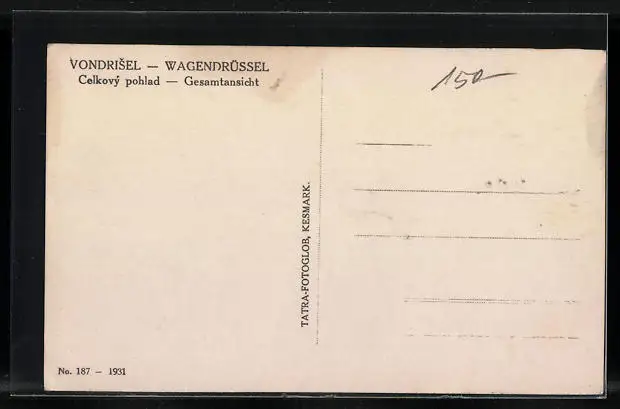 VONDRIŠEL — WAGENDRÜSSEL
Celkový pohlad — Gesamtansicht
150-
TATRA-FOTOGLOB, KESMARK.
No. 187 – 1931